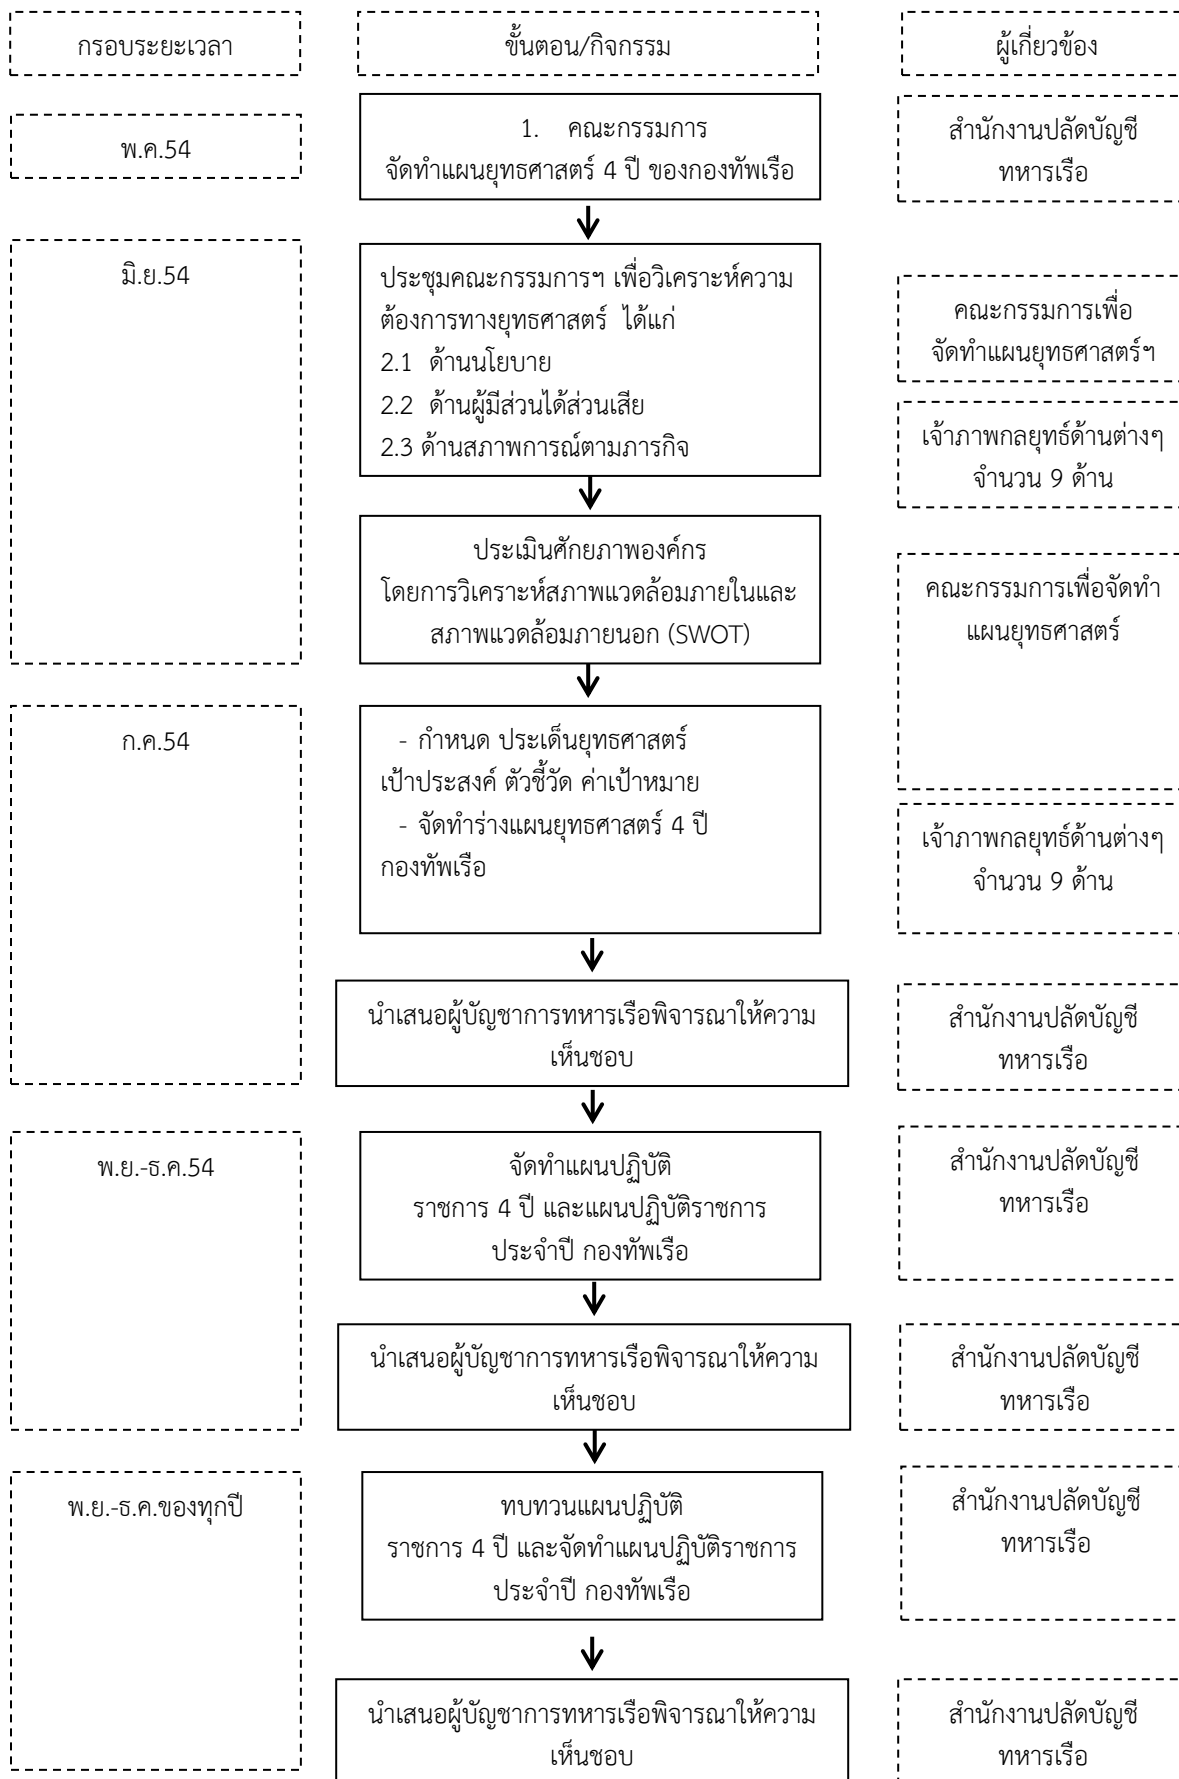 กรอบระยะเวลา
ขั้นตอน/กิจกรรม
ผู้เกี่ยวข้อง
พ.ค.54
1. คณะกรรมการ
จัดทำแผนยุทธศาสตร์ 4 ปี ของกองทัพเรือ
สำนักงานปลัดบัญชี
ทหารเรือ
มิ.ย.54
ประชุมคณะกรรมการฯ เพื่อวิเคราะห์ความ
ต้องการทางยุทธศาสตร์ ได้แก่
2.1 ด้านนโยบาย
2.2 ด้านผู้มีส่วนได้ส่วนเสีย
2.3 ด้านสภาพการณ์ตามภารกิจ
คณะกรรมการเพื่อ
จัดทำแผนยุทธศาสตร์ฯ
เจ้าภาพกลยุทธ์ด้านต่างๆ
จำนวน 9 ด้าน
ประเมินศักยภาพองค์กร
โดยการวิเคราะห์สภาพแวดล้อมภายในและ
สภาพแวดล้อมภายนอก (SWOT)
คณะกรรมการเพื่อจัดทำ
แผนยุทธศาสตร์
ก.ค.54
- กำหนด ประเด็นยุทธศาสตร์
เป้าประสงค์ ตัวชี้วัด ค่าเป้าหมาย
- จัดทำร่างแผนยุทธศาสตร์ 4 ปี
กองทัพเรือ
เจ้าภาพกลยุทธ์ด้านต่างๆ
จำนวน 9 ด้าน
นำเสนอผู้บัญชาการทหารเรือพิจารณาให้ความ
เห็นชอบ
สำนักงานปลัดบัญชี
ทหารเรือ
พ.ย.-ธ.ค.54
จัดทำแผนปฏิบัติ
ราชการ 4 ปี และแผนปฏิบัติราชการ
ประจำปี กองทัพเรือ
สำนักงานปลัดบัญชี
ทหารเรือ
นำเสนอผู้บัญชาการทหารเรือพิจารณาให้ความ
เห็นชอบ
สำนักงานปลัดบัญชี
ทหารเรือ
พ.ย.-ธ.ค.ของทุกปี
ทบทวนแผนปฏิบัติ
ราชการ 4 ปี และจัดทำแผนปฏิบัติราชการ
ประจำปี กองทัพเรือ
สำนักงานปลัดบัญชี
ทหารเรือ
นำเสนอผู้บัญชาการทหารเรือพิจารณาให้ความ
เห็นชอบ
สำนักงานปลัดบัญชี
ทหารเรือ